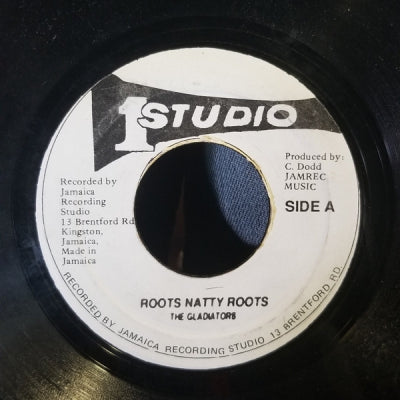 1 STUDIO
Recorded by
Jamaica
Recording
Studio
13 Brentford Rd
Kingston,
Jamaica,
Made in
Jamaica
Produced by:
C. Dodd
JAMREC
MUSIC
SIDE A
ROOTS NATTY ROOTS
THE GLADIATORS
RECORDED BY JAMAICA RECORDING STUDIO 13 BRENTFORD RD.